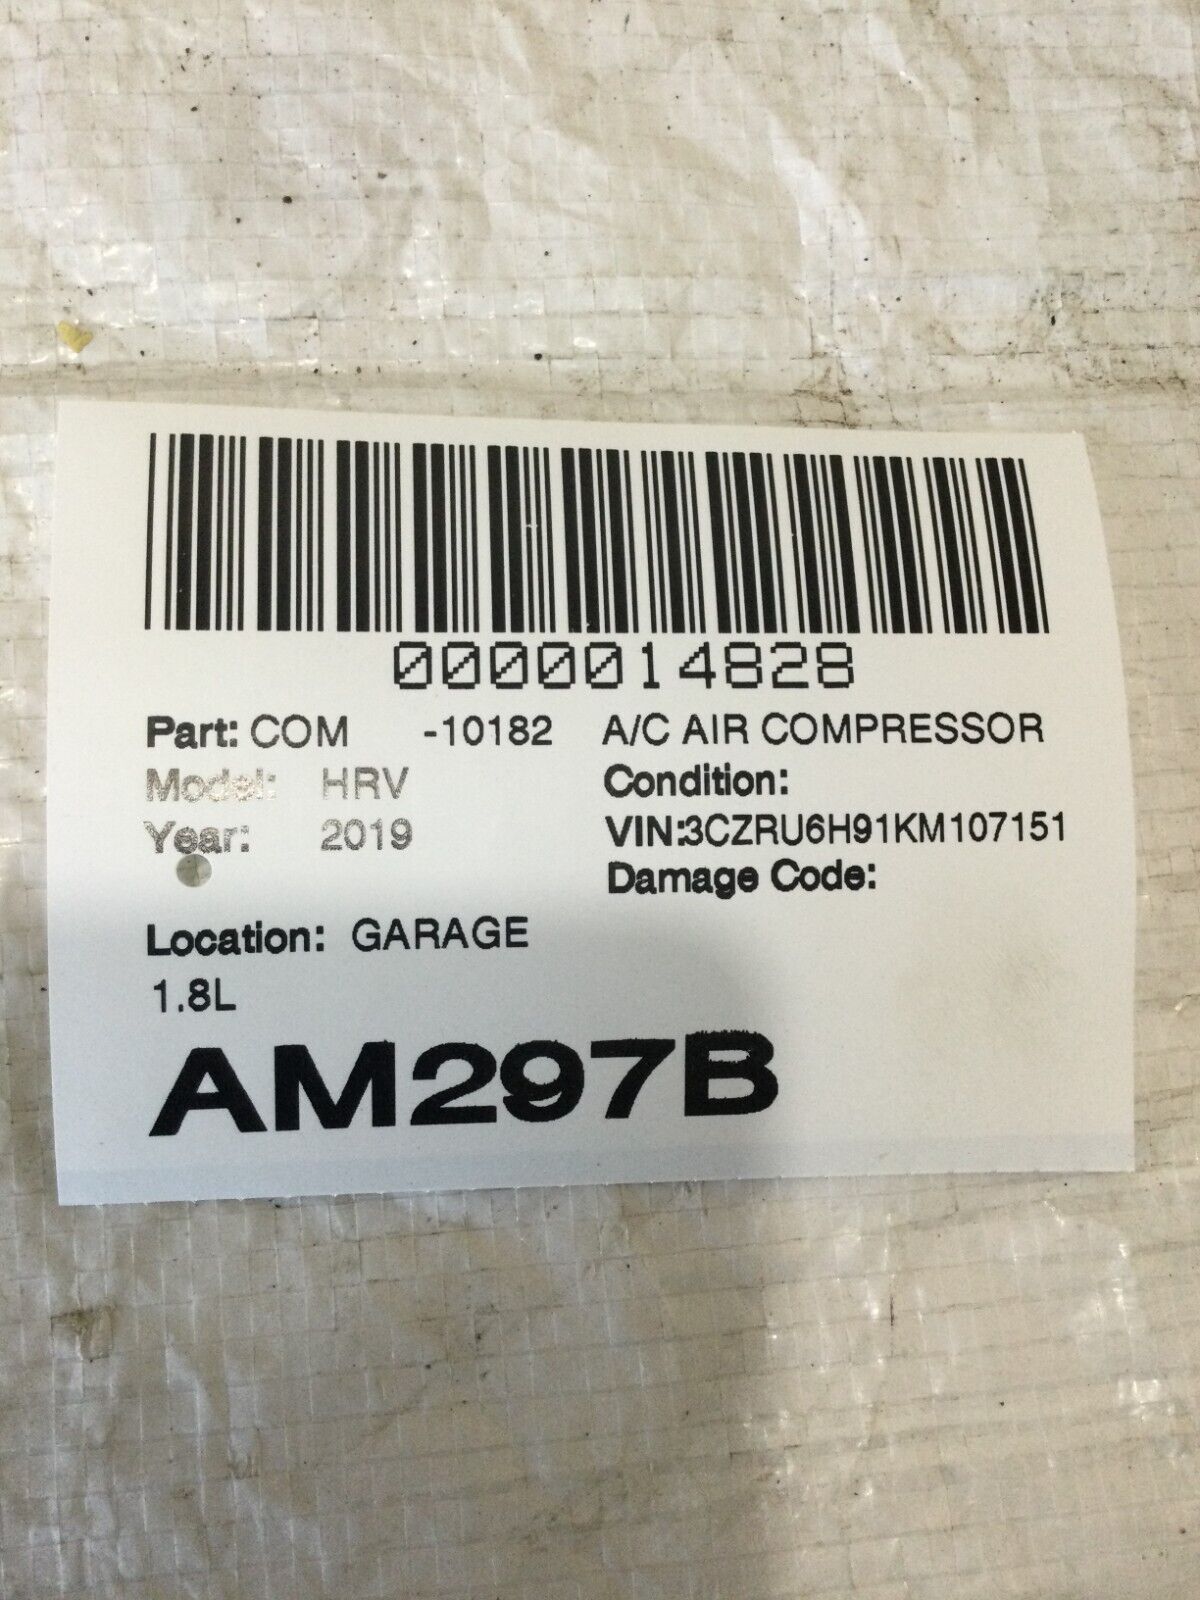 0000014828
Part: COM -10182 A/C AIR COMPRESSOR
Model: HRV Condition:
Year: 2019 VIN:3CZRU6H91KM107151
Damage Code:
Location: GARAGE
1.8L
AM297B